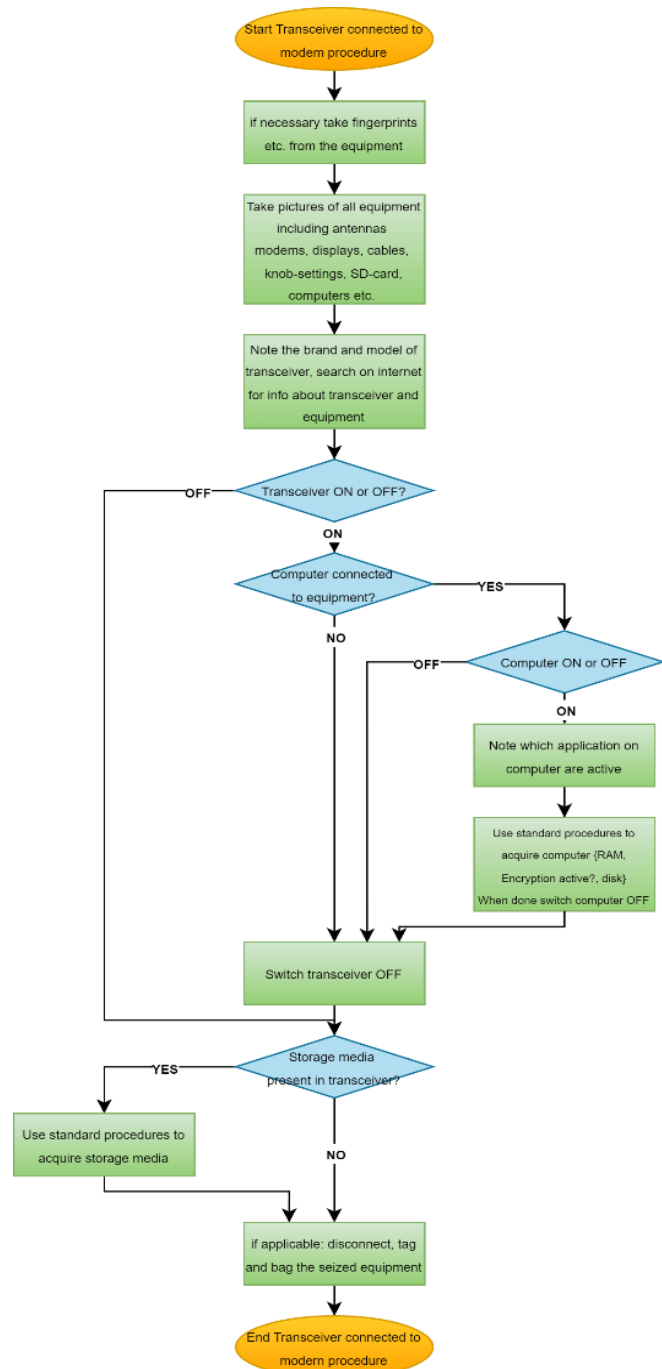 Start Transceiver connected to
modem procedure
if necessary take fingerprints
etc. from the equipment
Take pictures of all equipment
including antennas
modems, displays, cables,
knob-settings, SD-card,
computers etc.
Note the brand and model of
transceiver, search on internet
for info about transceiver and
equipment
Transceiver ON or OFF?
OFF
ON
Computer connected
to equipment?
YES
NO
Computer ON or OFF
OFF
ON
Note which application on
computer are active
Use standard procedures to
acquire computer {RAM,
Encryption active?, disk}
When done switch computer OFF
Switch transceiver OFF
Storage media
present in transceiver?
YES
NO
Use standard procedures to
acquire storage media
if applicable: disconnect, tag
and bag the seized equipment
End Transceiver connected to
modern procedure